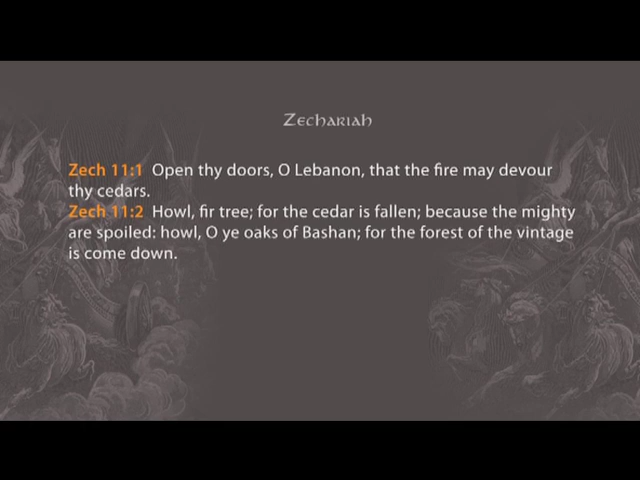 Zechariah
Zech 11:1 Open thy doors, O Lebanon, that the fire may devour
thy cedars.
Zech 11:2 Howl, fir tree; for the cedar is fallen; because the mighty
are spoiled: howl, O ye oaks of Bashan; for the forest of the vintage
is come down.